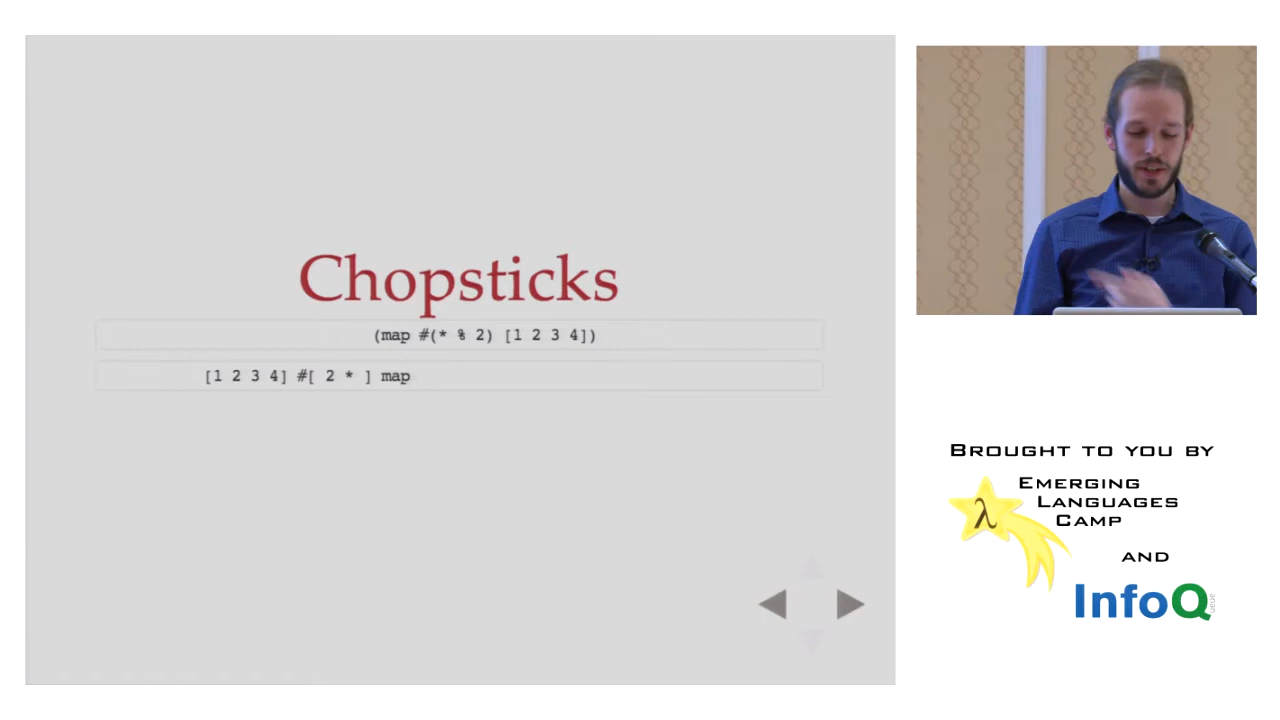 Chopsticks
(map #(* % 2) [1 2 3 4])
[1 2 3 4] #[ 2 * ] map
BROUGHT TO YOU BY
EMERGING
LANGUAGES
CAMP
λ
AND
InfoQ
ueue